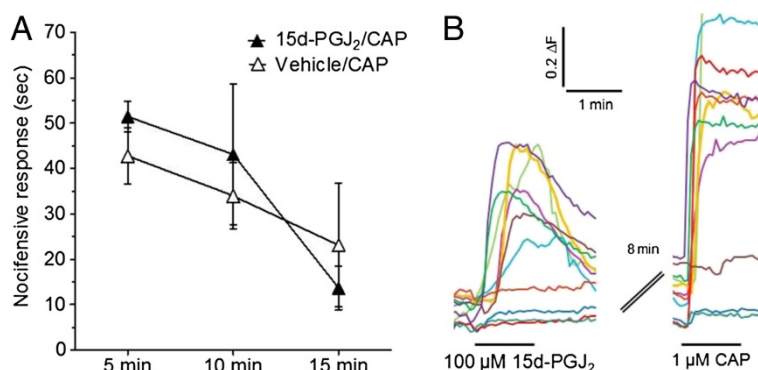 A
70
60
50
40
30
20
10
0
Nocifensive response (sec)
15d-PGJ₂/CAP
Vehicle/CAP
5 min
10 min
15 min
B
0.2 ΔF
1 min
8 min
100 µM 15d-PGJ₂
1 µM CAP